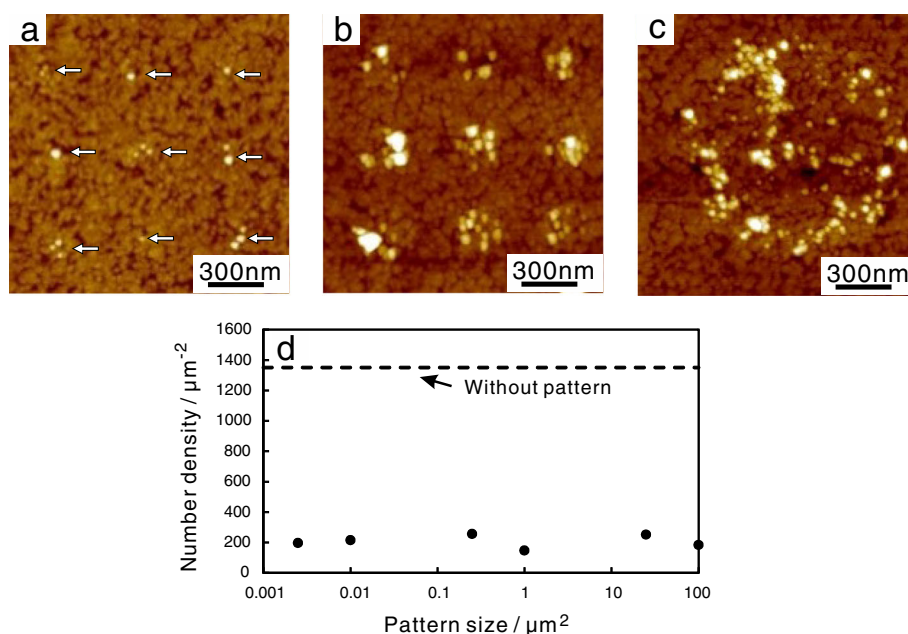 a
b
c
300nm
300nm
300nm
d
Number density / μm⁻²
1600
1400
1200
1000
800
600
400
200
0
Without pattern
0.001
0.01
0.1
1
10
100
Pattern size / μm²